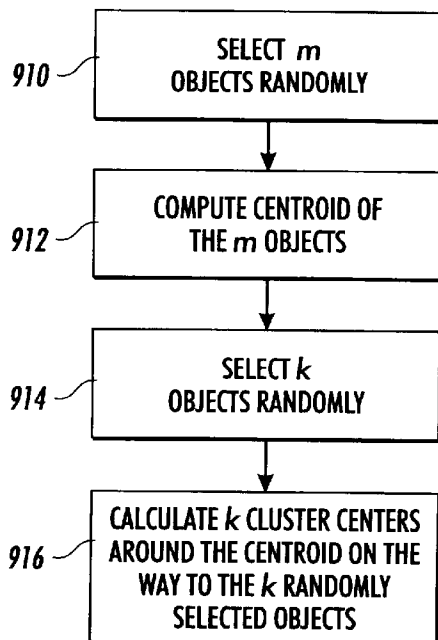 910
SELECT m
OBJECTS RANDOMLY
912
COMPUTE CENTROID OF
THE m OBJECTS
914
SELECT k
OBJECTS RANDOMLY
916
CALCULATE k CLUSTER CENTERS
AROUND THE CENTROID ON THE
WAY TO THE k RANDOMLY
SELECTED OBJECTS